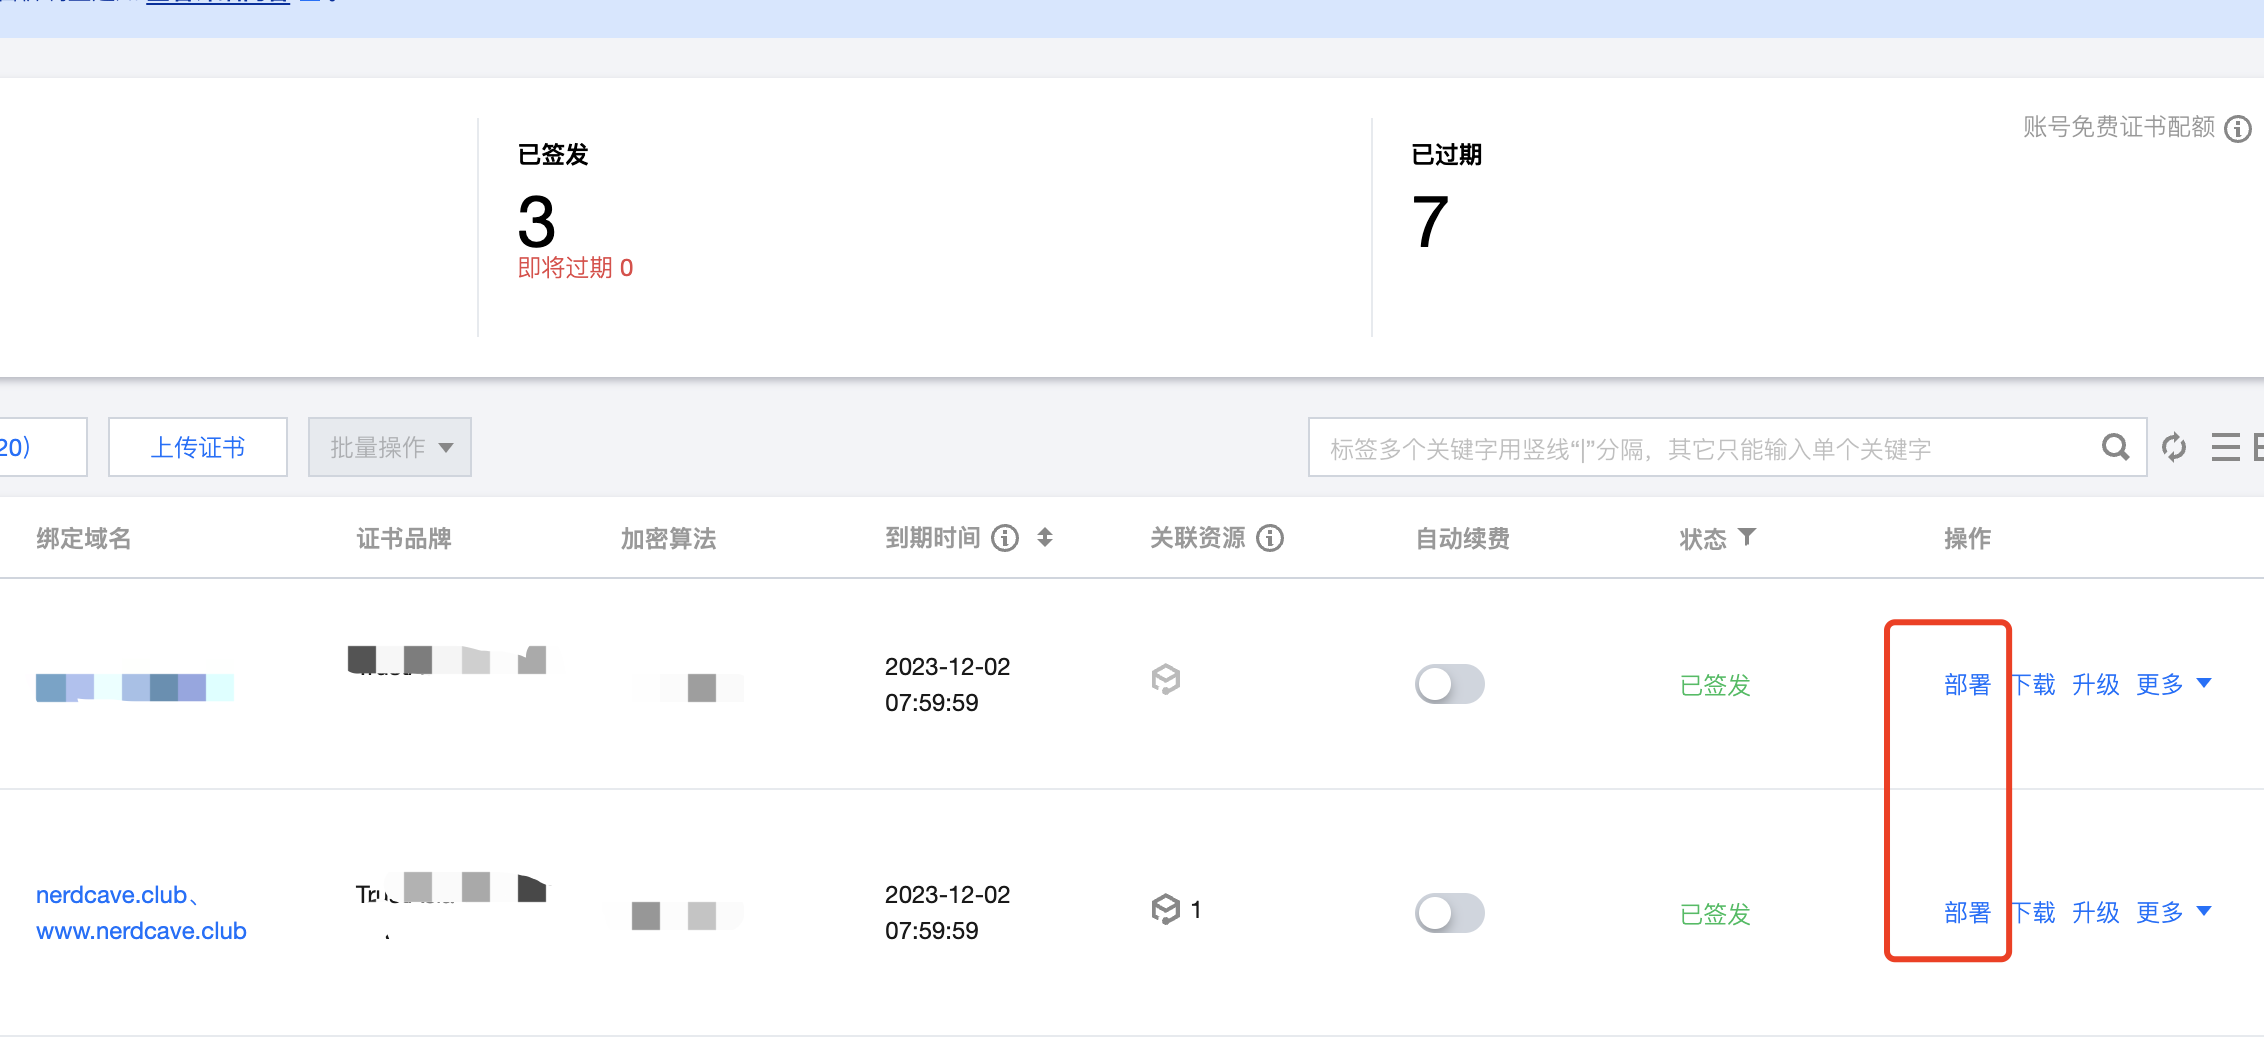 账号免费证书配额
已签发
3
即将过期 0
已过期
7
20)
上传证书
批量操作
标签多个关键字用竖线“|”分隔，其它只能输入单个关键字
绑定域名 证书品牌 加密算法 到期时间 关联资源 自动续费 状态 操作
2023-12-02
07:59:59
已签发
部署 下载 升级 更多
nerdcave.club、
www.nerdcave.club
2023-12-02
07:59:59
1
已签发
部署 下载 升级 更多